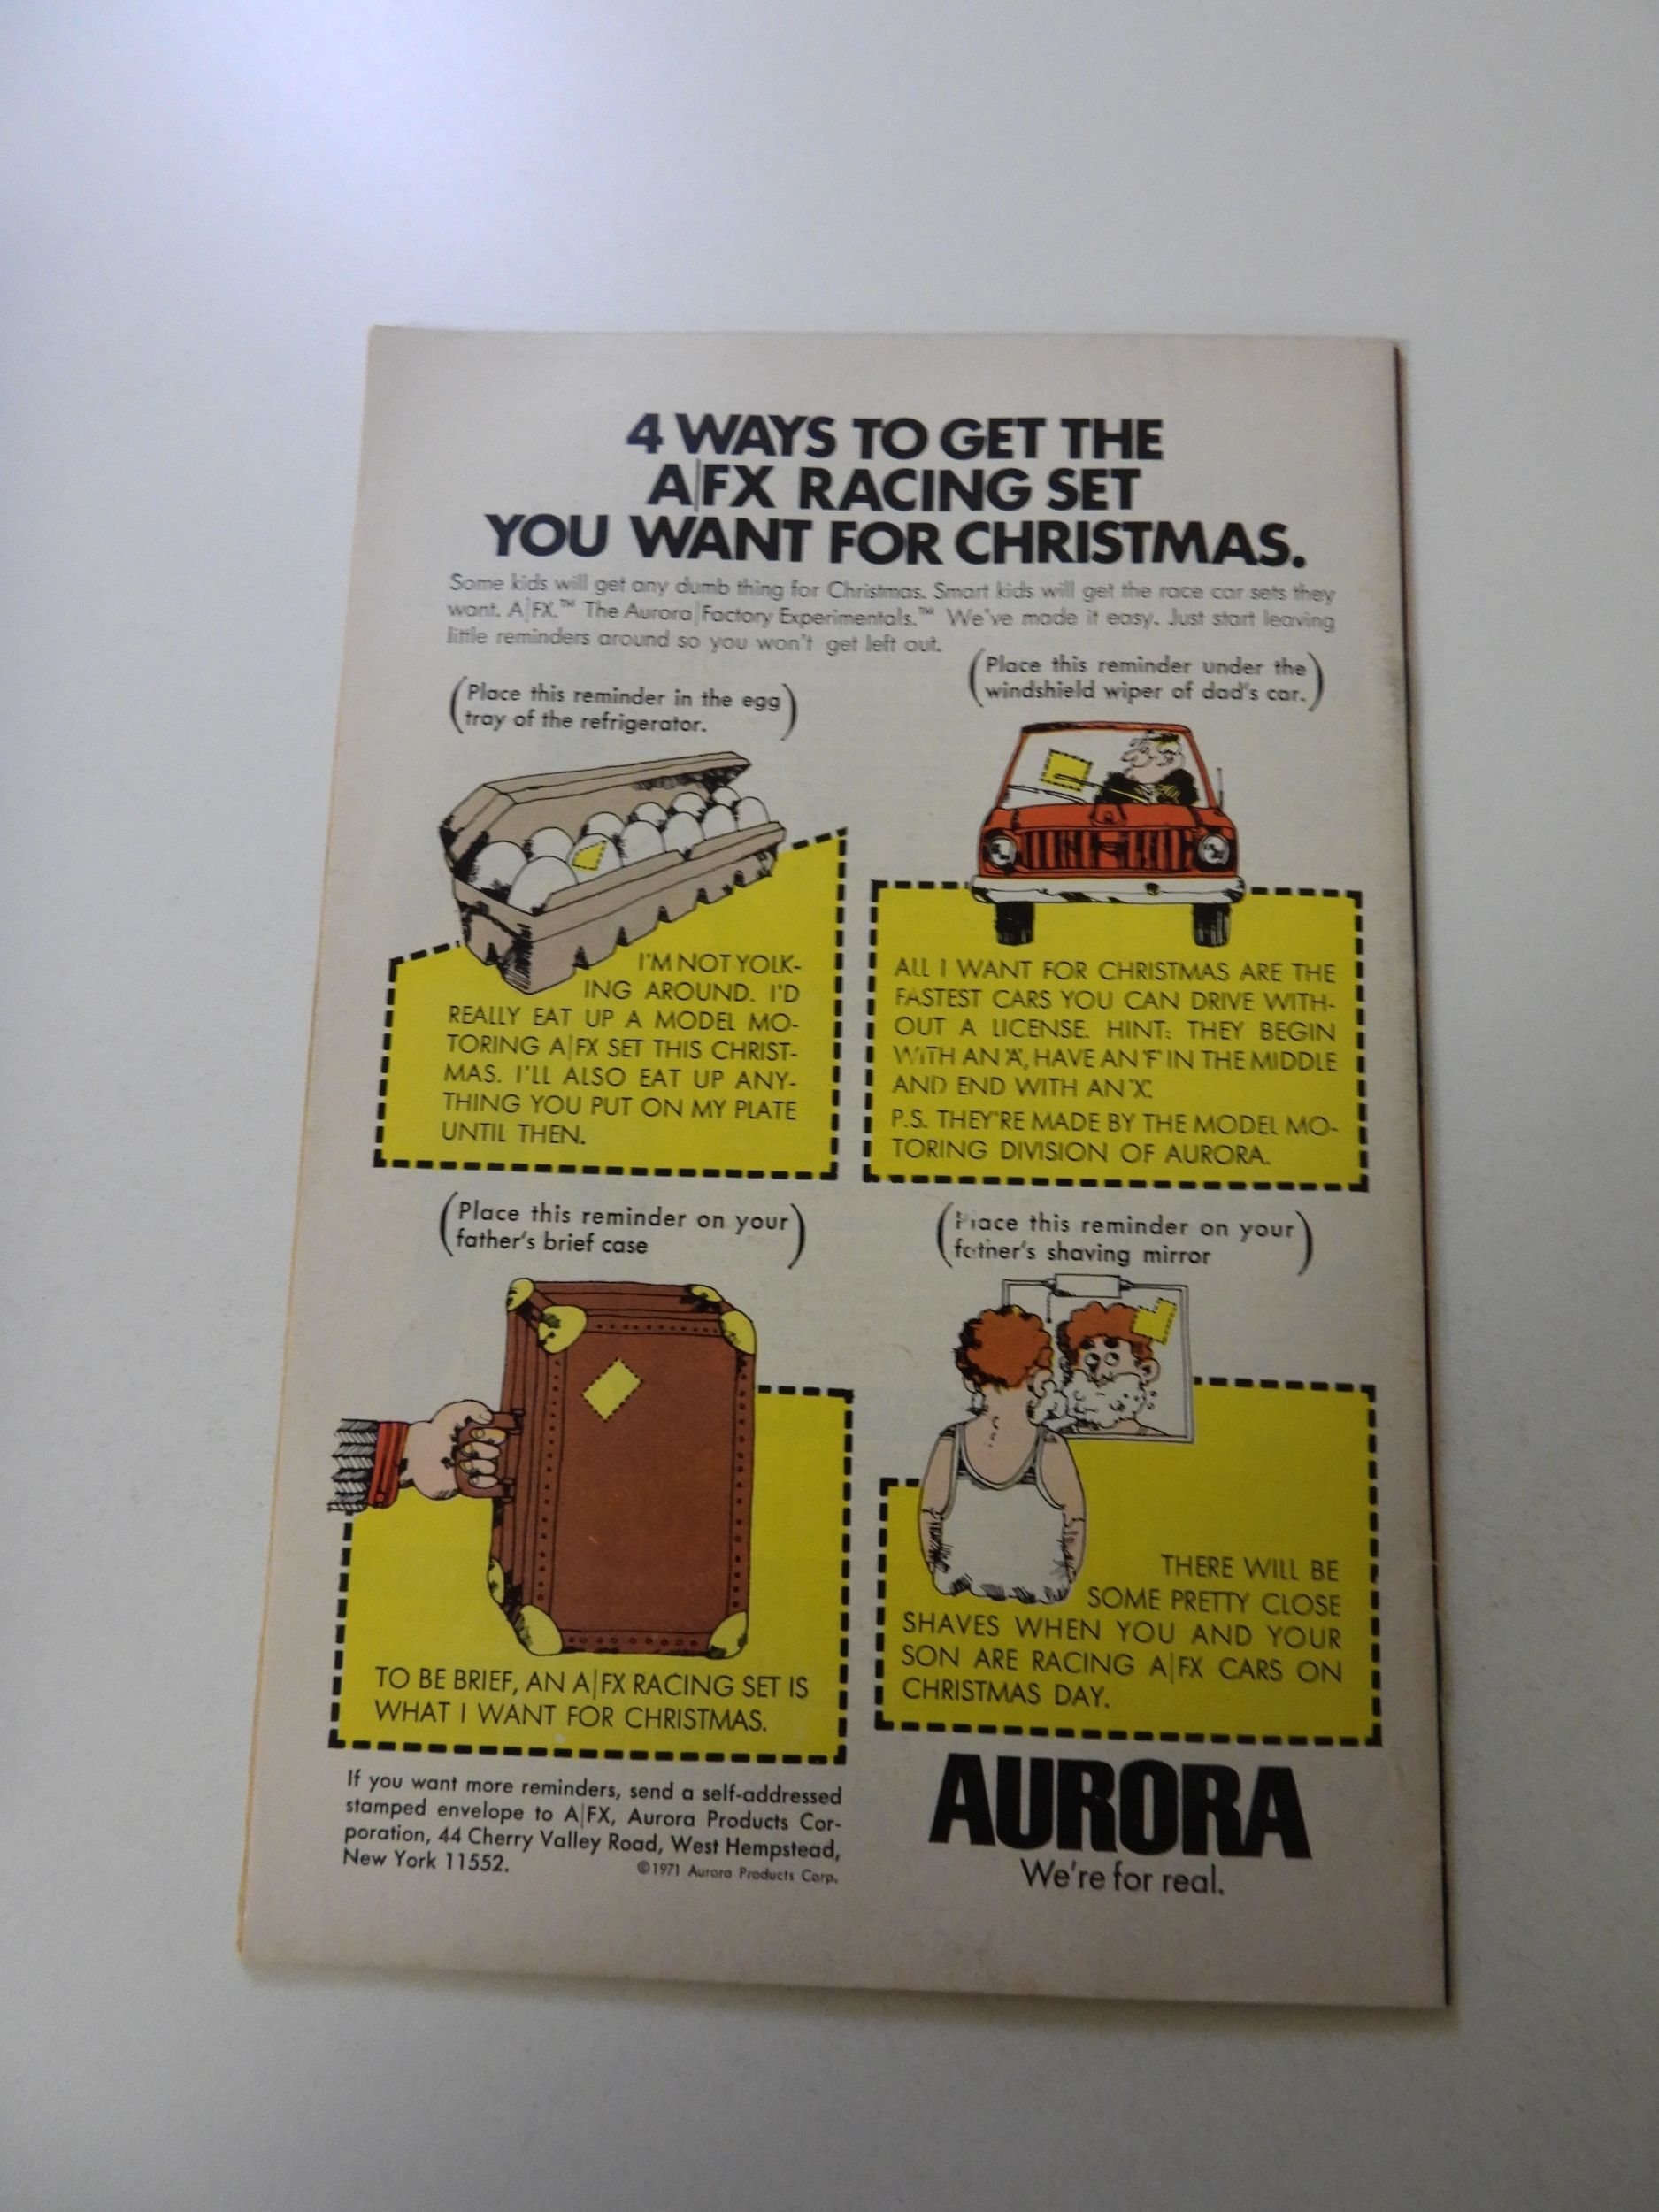 4 WAYS TO GET THE
A|FX RACING SET
YOU WANT FOR CHRISTMAS.
Some kids will get any dumb thing for Christmas. Smart kids will get the race car sets they
want. A|FX.™ The Aurora|Factory Experimentals.™ We've made it easy. Just start leaving
little reminders around so you won't get left out.
(Place this reminder in the egg
tray of the refrigerator.)
I'M NOT YOLK-
ING AROUND. I'D
REALLY EAT UP A MODEL MO-
TORING A|FX SET THIS CHRIST-
MAS. I'LL ALSO EAT UP ANY-
THING YOU PUT ON MY PLATE
UNTIL THEN.
(Place this reminder under the
windshield wiper of dad's car.)
ALL I WANT FOR CHRISTMAS ARE THE
FASTEST CARS YOU CAN DRIVE WITH-
OUT A LICENSE. HINT: THEY BEGIN
WITH AN 'A', HAVE AN 'F' IN THE MIDDLE
AND END WITH AN 'X'.
P.S. THEY'RE MADE BY THE MODEL MO-
TORING DIVISION OF AURORA.
(Place this reminder on your
father's brief case)
TO BE BRIEF, AN A|FX RACING SET IS
WHAT I WANT FOR CHRISTMAS.
(Place this reminder on your
father's shaving mirror)
THERE WILL BE
SOME PRETTY CLOSE
SHAVES WHEN YOU AND YOUR
SON ARE RACING A|FX CARS ON
CHRISTMAS DAY.
If you want more reminders, send a self-addressed
stamped envelope to A|FX, Aurora Products Cor-
poration, 44 Cherry Valley Road, West Hempstead,
New York 11552.
©1971 Aurora Products Corp.
AURORA
We're for real.